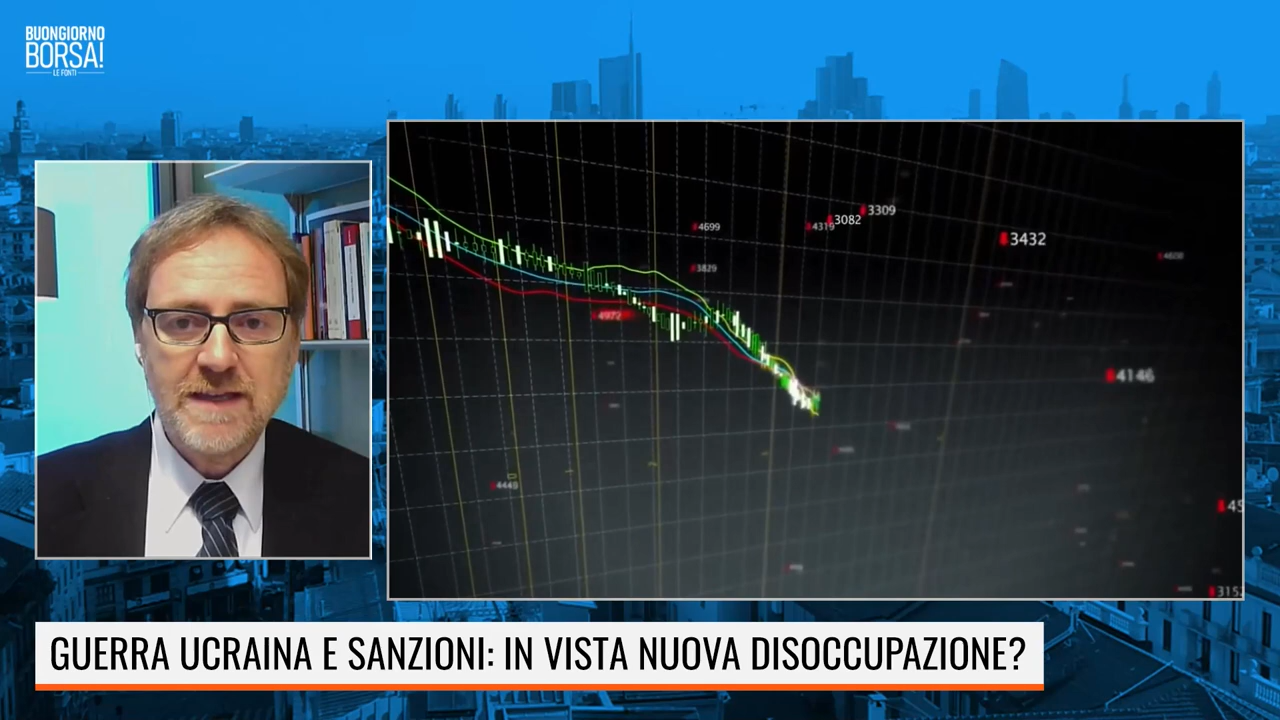 BUONGIORNO
BORSA!
LE FONTI
3309
3082
4319
4699
3432
3829
4972
4146
4449
GUERRA UCRAINA E SANZIONI: IN VISTA NUOVA DISOCCUPAZIONE?